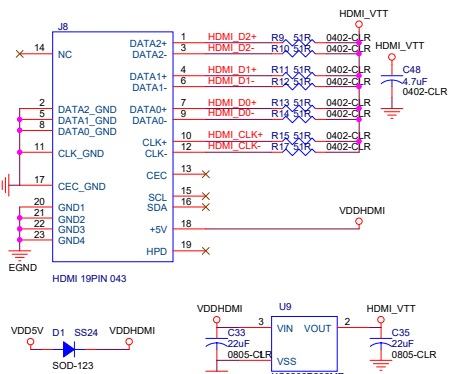 HDMI_VTT
J8
14 NC
DATA2+ 1 HDMI_D2+ R9 51R 0402-CLR
DATA2- 3 HDMI_D2- R10 51R 0402-CLR
HDMI_VTT
DATA1+ 4 HDMI_D1+ R11 51R 0402-CLR
DATA1- 6 HDMI_D1- R12 51R 0402-CLR
C48
4.7uF
0402-CLR
2 DATA2_GND
5 DATA1_GND
8 DATA0_GND
DATA0+ 7 HDMI_D0+ R13 51R 0402-CLR
DATA0- 9 HDMI_D0- R14 51R 0402-CLR
11 CLK_GND
CLK+ 10 HDMI_CLK+ R15 51R 0402-CLR
CLK- 12 HDMI_CLK- R17 51R 0402-CLR
17 CEC_GND
CEC 13
SCL 15
SDA 16
20 GND1
21 GND2
22 GND3
23 GND4
+5V 18
VDDHDMI
HPD 19
EGND
HDMI 19PIN 043
VDD5V D1 SS24 VDDHDMI
SOD-123
VDDHDMI
U9
HDMI_VTT
C33
22uF
0805-CLR
3 VIN VOUT 2
VSS
C35
22uF
0805-CLR